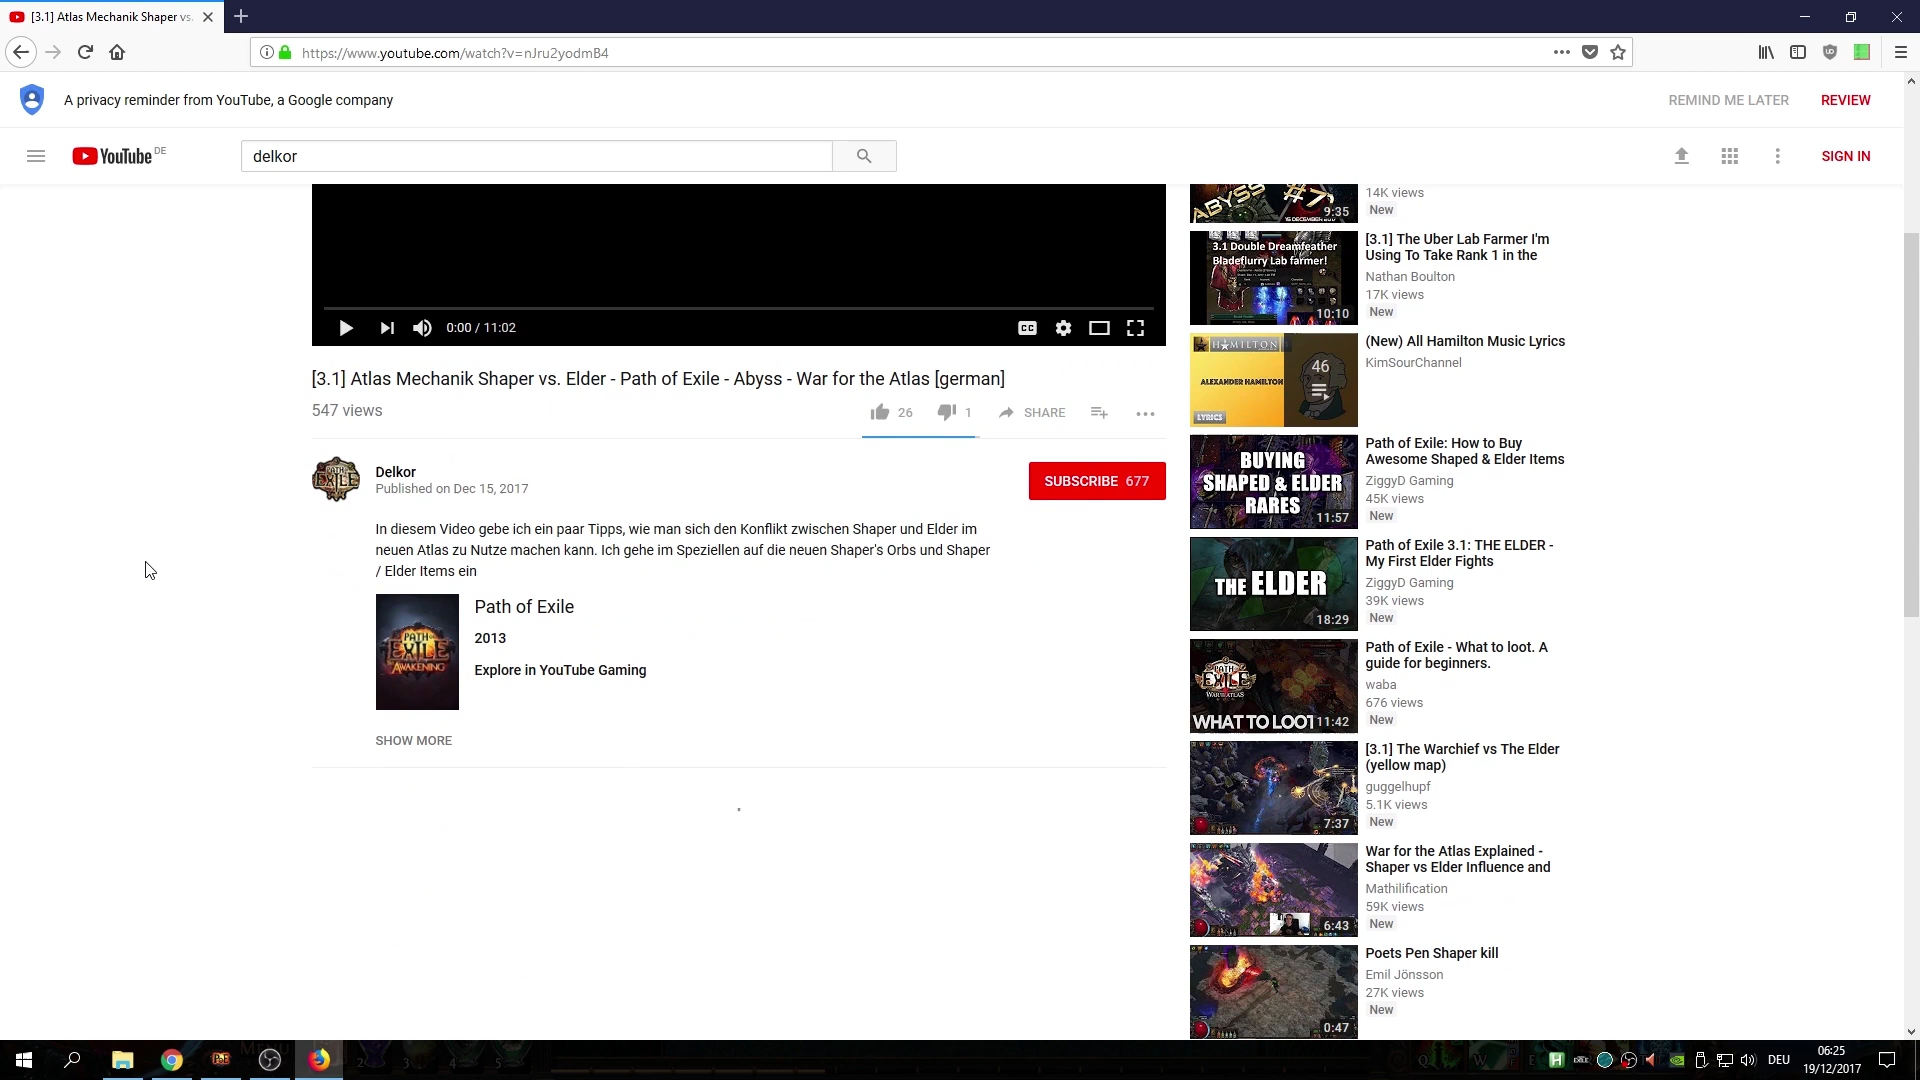 [3.1] Atlas Mechanik Shaper vs.
https://www.youtube.com/watch?v=nJru2yodmB4
A privacy reminder from YouTube, a Google company
REMIND ME LATER
REVIEW
YouTube DE
delkor
SIGN IN
0:00 / 11:02
CC
[3.1] Atlas Mechanik Shaper vs. Elder - Path of Exile - Abyss - War for the Atlas [german]
547 views
26
1
SHARE
Delkor
Published on Dec 15, 2017
SUBSCRIBE 677
In diesem Video gebe ich ein paar Tipps, wie man sich den Konflikt zwischen Shaper und Elder im
neuen Atlas zu Nutze machen kann. Ich gehe im Speziellen auf die neuen Shaper's Orbs und Shaper
/ Elder Items ein
PATH OF
EXILE
AWAKENING
Path of Exile
2013
Explore in YouTube Gaming
SHOW MORE
ABYSS #7
9:35
14K views
New
3.1 Double Dreamfeather
Bladeflurry Lab farmer!
10:10
[3.1] The Uber Lab Farmer I'm
Using To Take Rank 1 in the
Nathan Boulton
17K views
New
HAMILTON
ALEXANDER HAMILTON
LYRICS
46
(New) All Hamilton Music Lyrics
KimSourChannel
BUYING
SHAPED & ELDER
RARES
11:57
Path of Exile: How to Buy
Awesome Shaped & Elder Items
ZiggyD Gaming
45K views
New
THE ELDER
18:29
Path of Exile 3.1: THE ELDER -
My First Elder Fights
ZiggyD Gaming
39K views
New
WHAT TO LOOT
11:42
Path of Exile - What to loot. A
guide for beginners.
waba
676 views
New
7:37
[3.1] The Warchief vs The Elder
(yellow map)
guggelhupf
5.1K views
New
6:43
War for the Atlas Explained -
Shaper vs Elder Influence and
Mathilification
59K views
New
0:47
Poets Pen Shaper kill
Emil Jönsson
27K views
New
DEU
06:25
19/12/2017